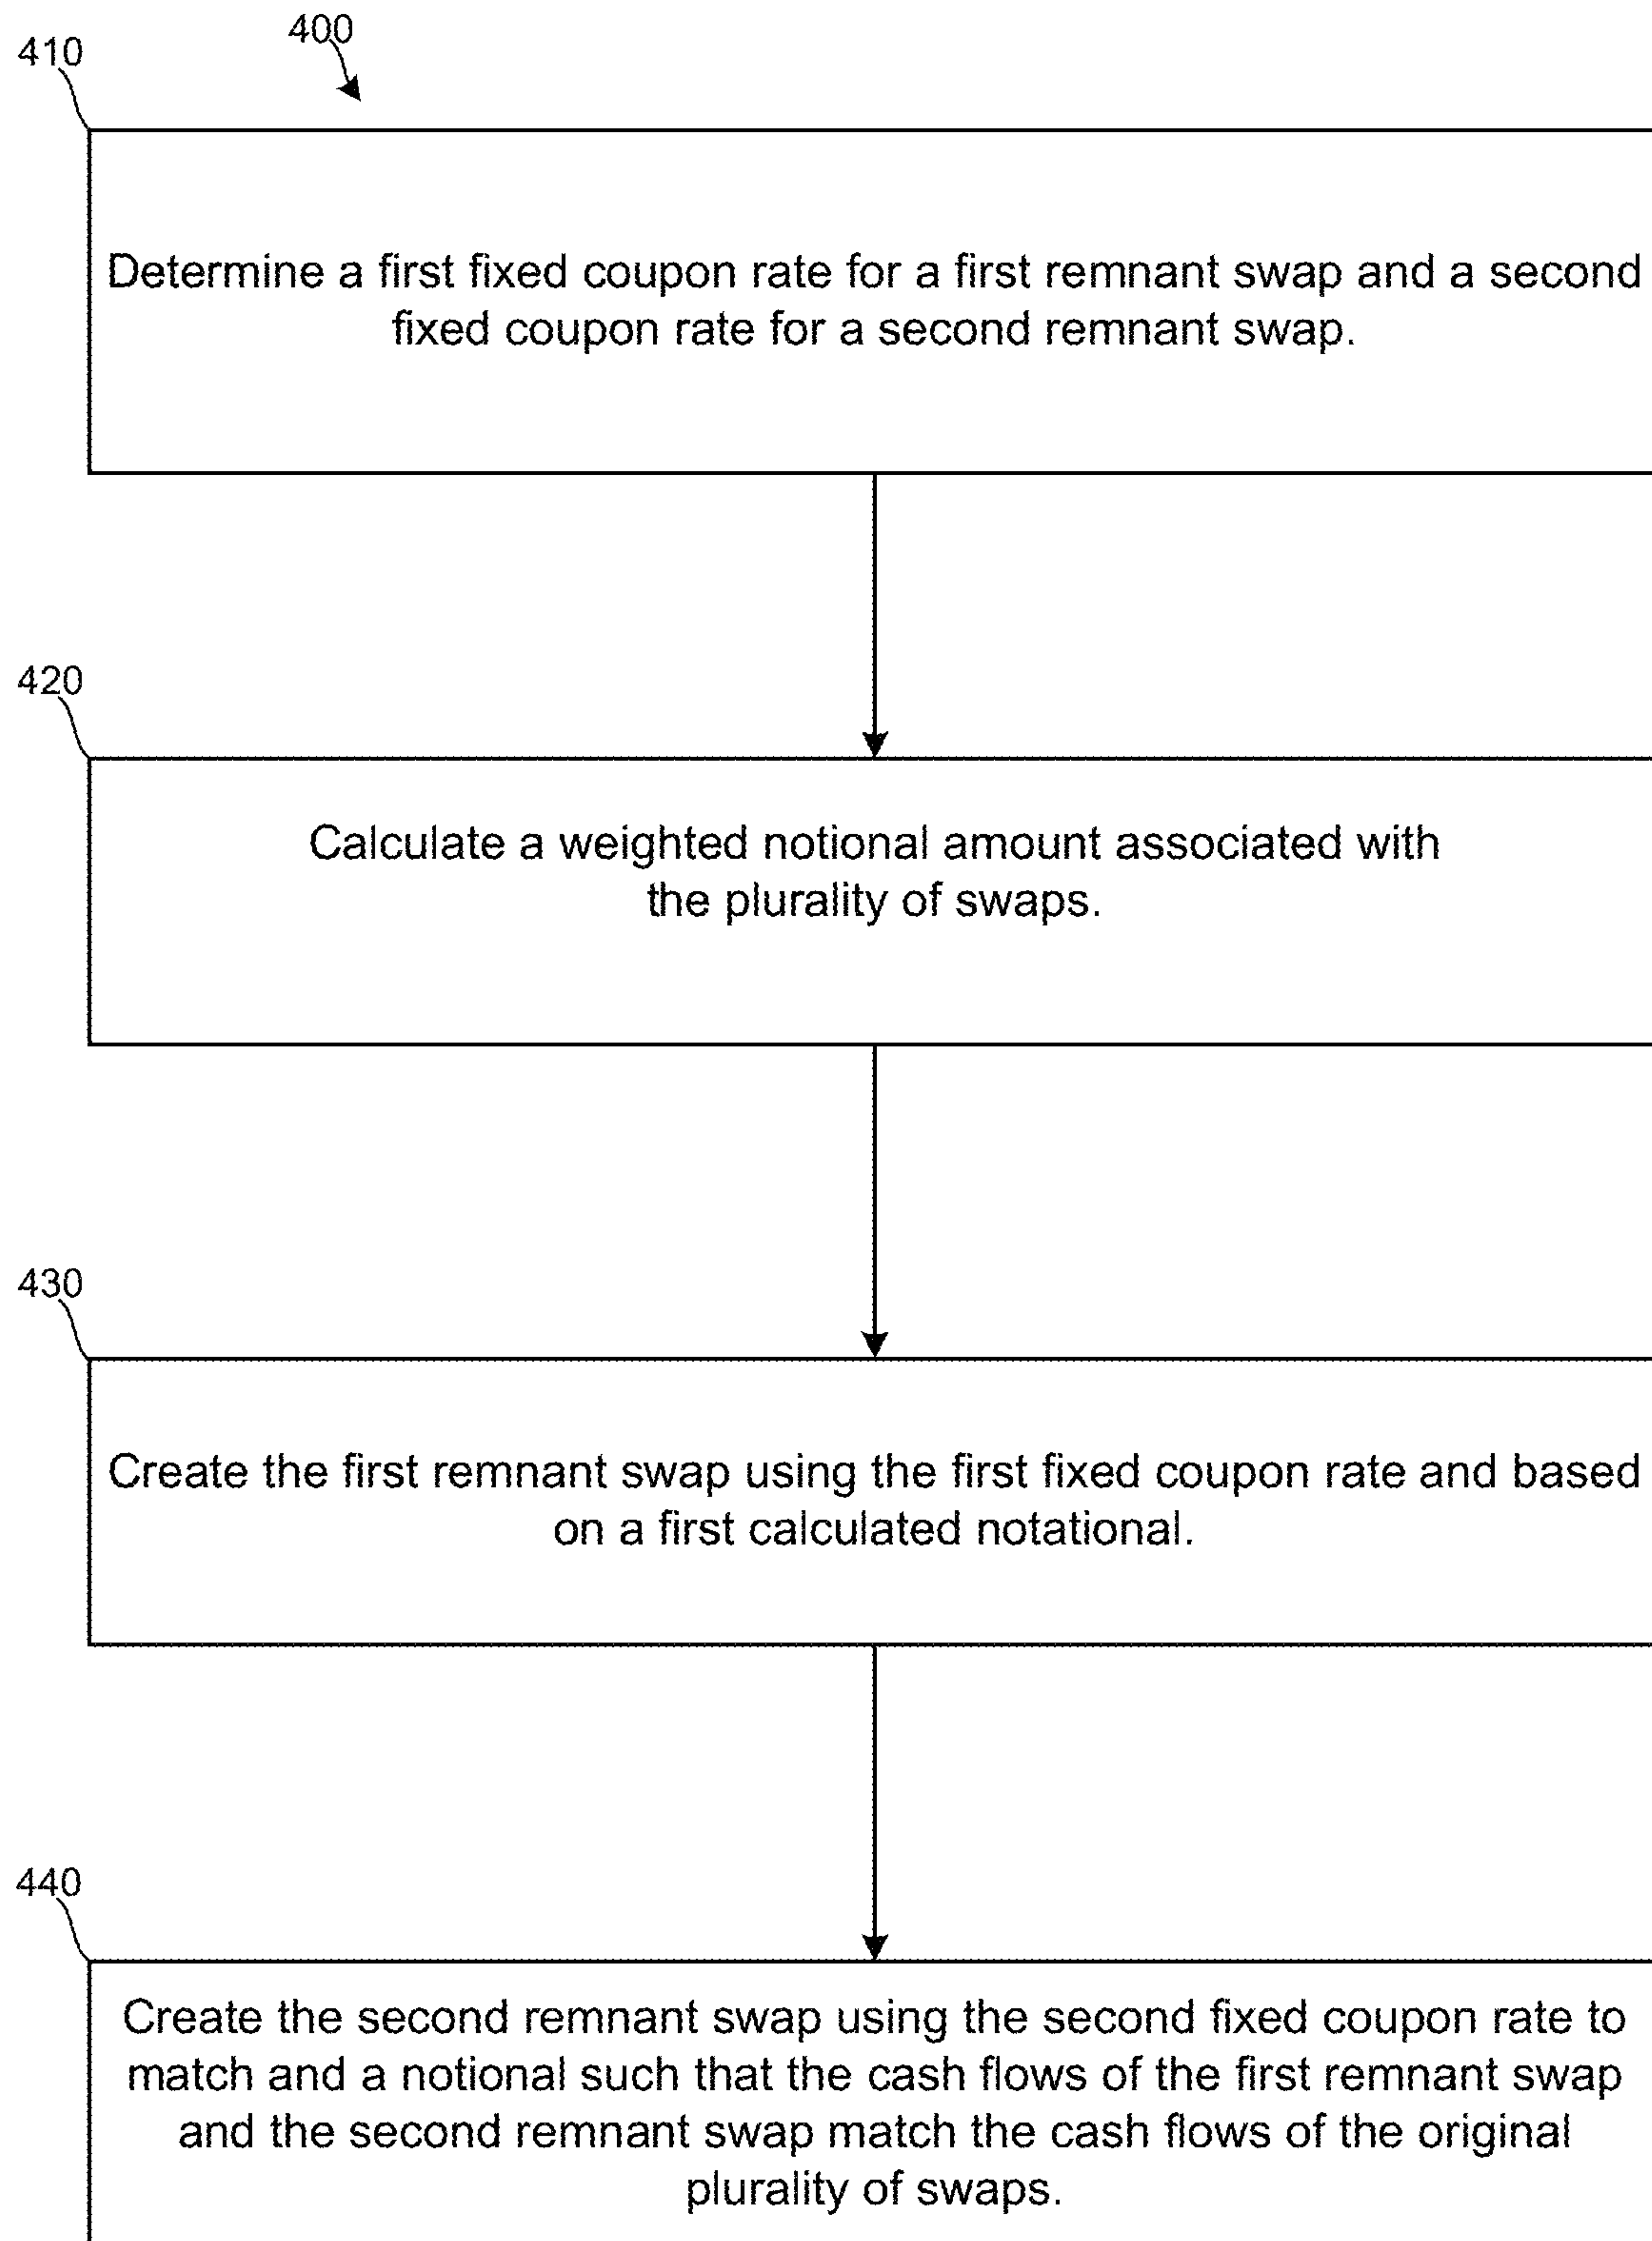 400
410
Determine a first fixed coupon rate for a first remnant swap and a second
fixed coupon rate for a second remnant swap.
420
Calculate a weighted notional amount associated with
the plurality of swaps.
430
Create the first remnant swap using the first fixed coupon rate and based
on a first calculated notational.
440
Create the second remnant swap using the second fixed coupon rate to
match and a notional such that the cash flows of the first remnant swap
and the second remnant swap match the cash flows of the original
plurality of swaps.